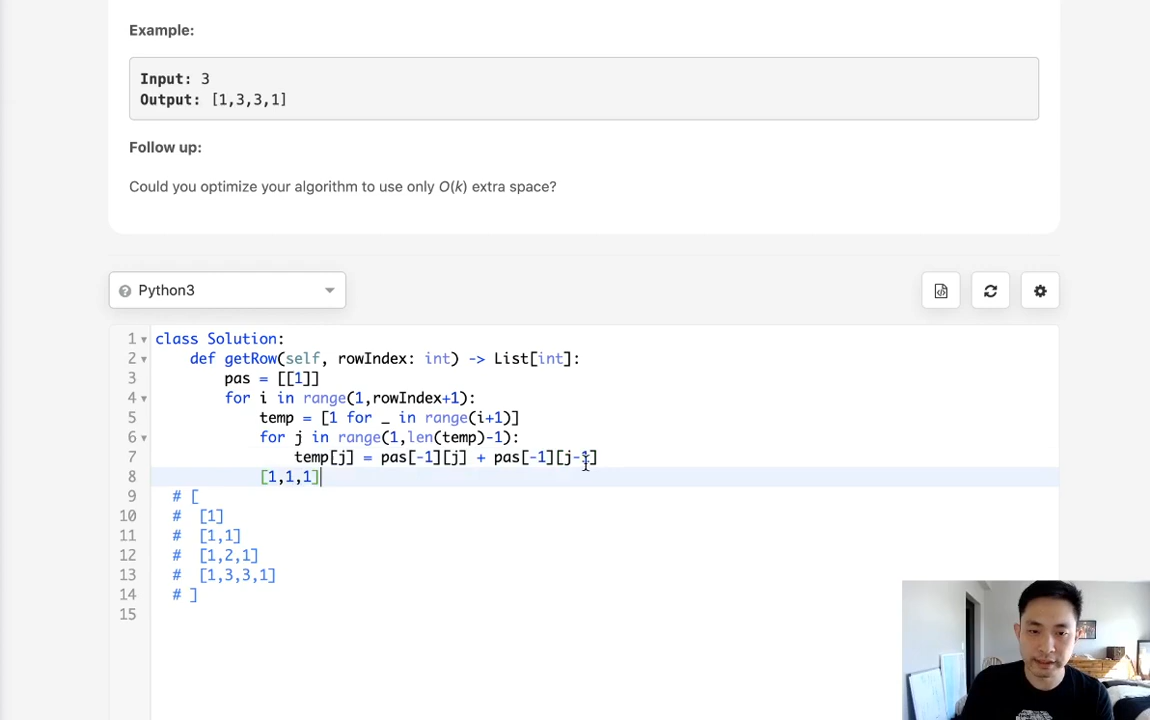 Example:
Input: 3
Output: [1,3,3,1]
Follow up:
Could you optimize your algorithm to use only O(k) extra space?
Python3
1 class Solution:
2     def getRow(self, rowIndex: int) -> List[int]:
3         pas = [[1]]
4         for i in range(1,rowIndex+1):
5             temp = [1 for _ in range(i+1)]
6             for j in range(1,len(temp)-1):
7                 temp[j] = pas[-1][j] + pas[-1][j-1]
8             [1,1,1]
9   # [
10   #  [1]
11   #  [1,1]
12   #  [1,2,1]
13   #  [1,3,3,1]
14   # ]
15